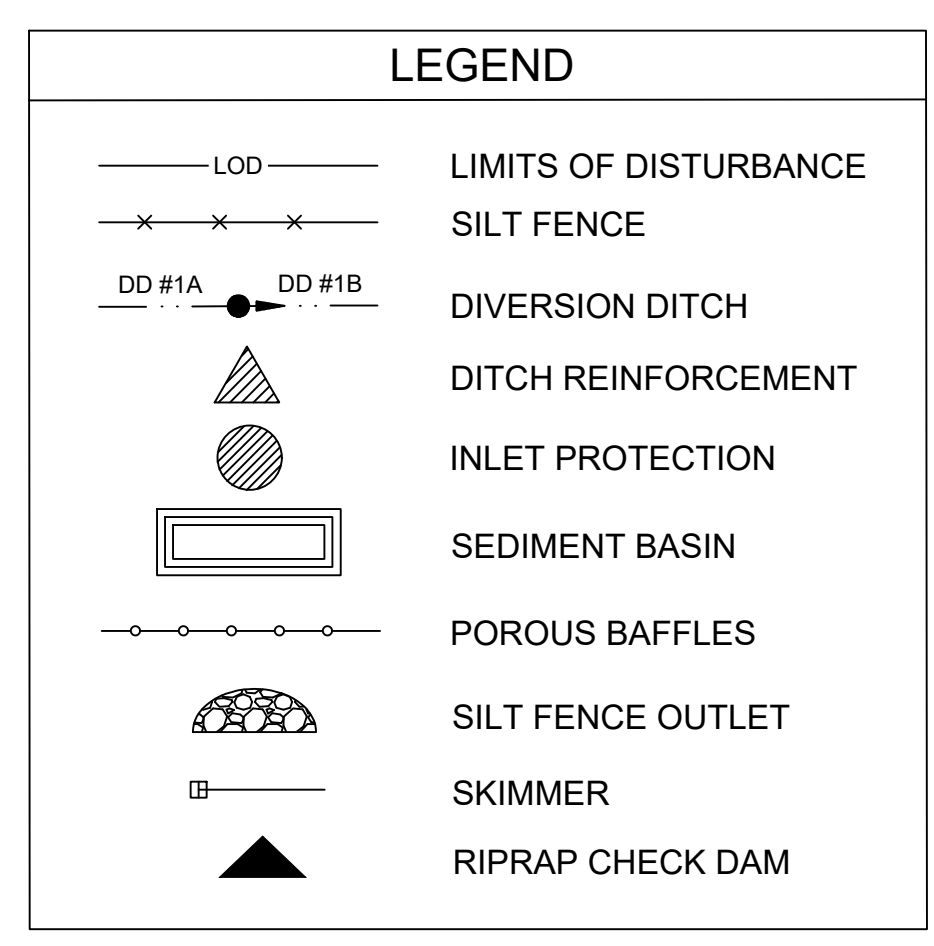 LEGEND
LOD LIMITS OF DISTURBANCE
SILT FENCE
DD #1A DD #1B
DIVERSION DITCH
DITCH REINFORCEMENT
INLET PROTECTION
SEDIMENT BASIN
POROUS BAFFLES
SILT FENCE OUTLET
SKIMMER
RIPRAP CHECK DAM